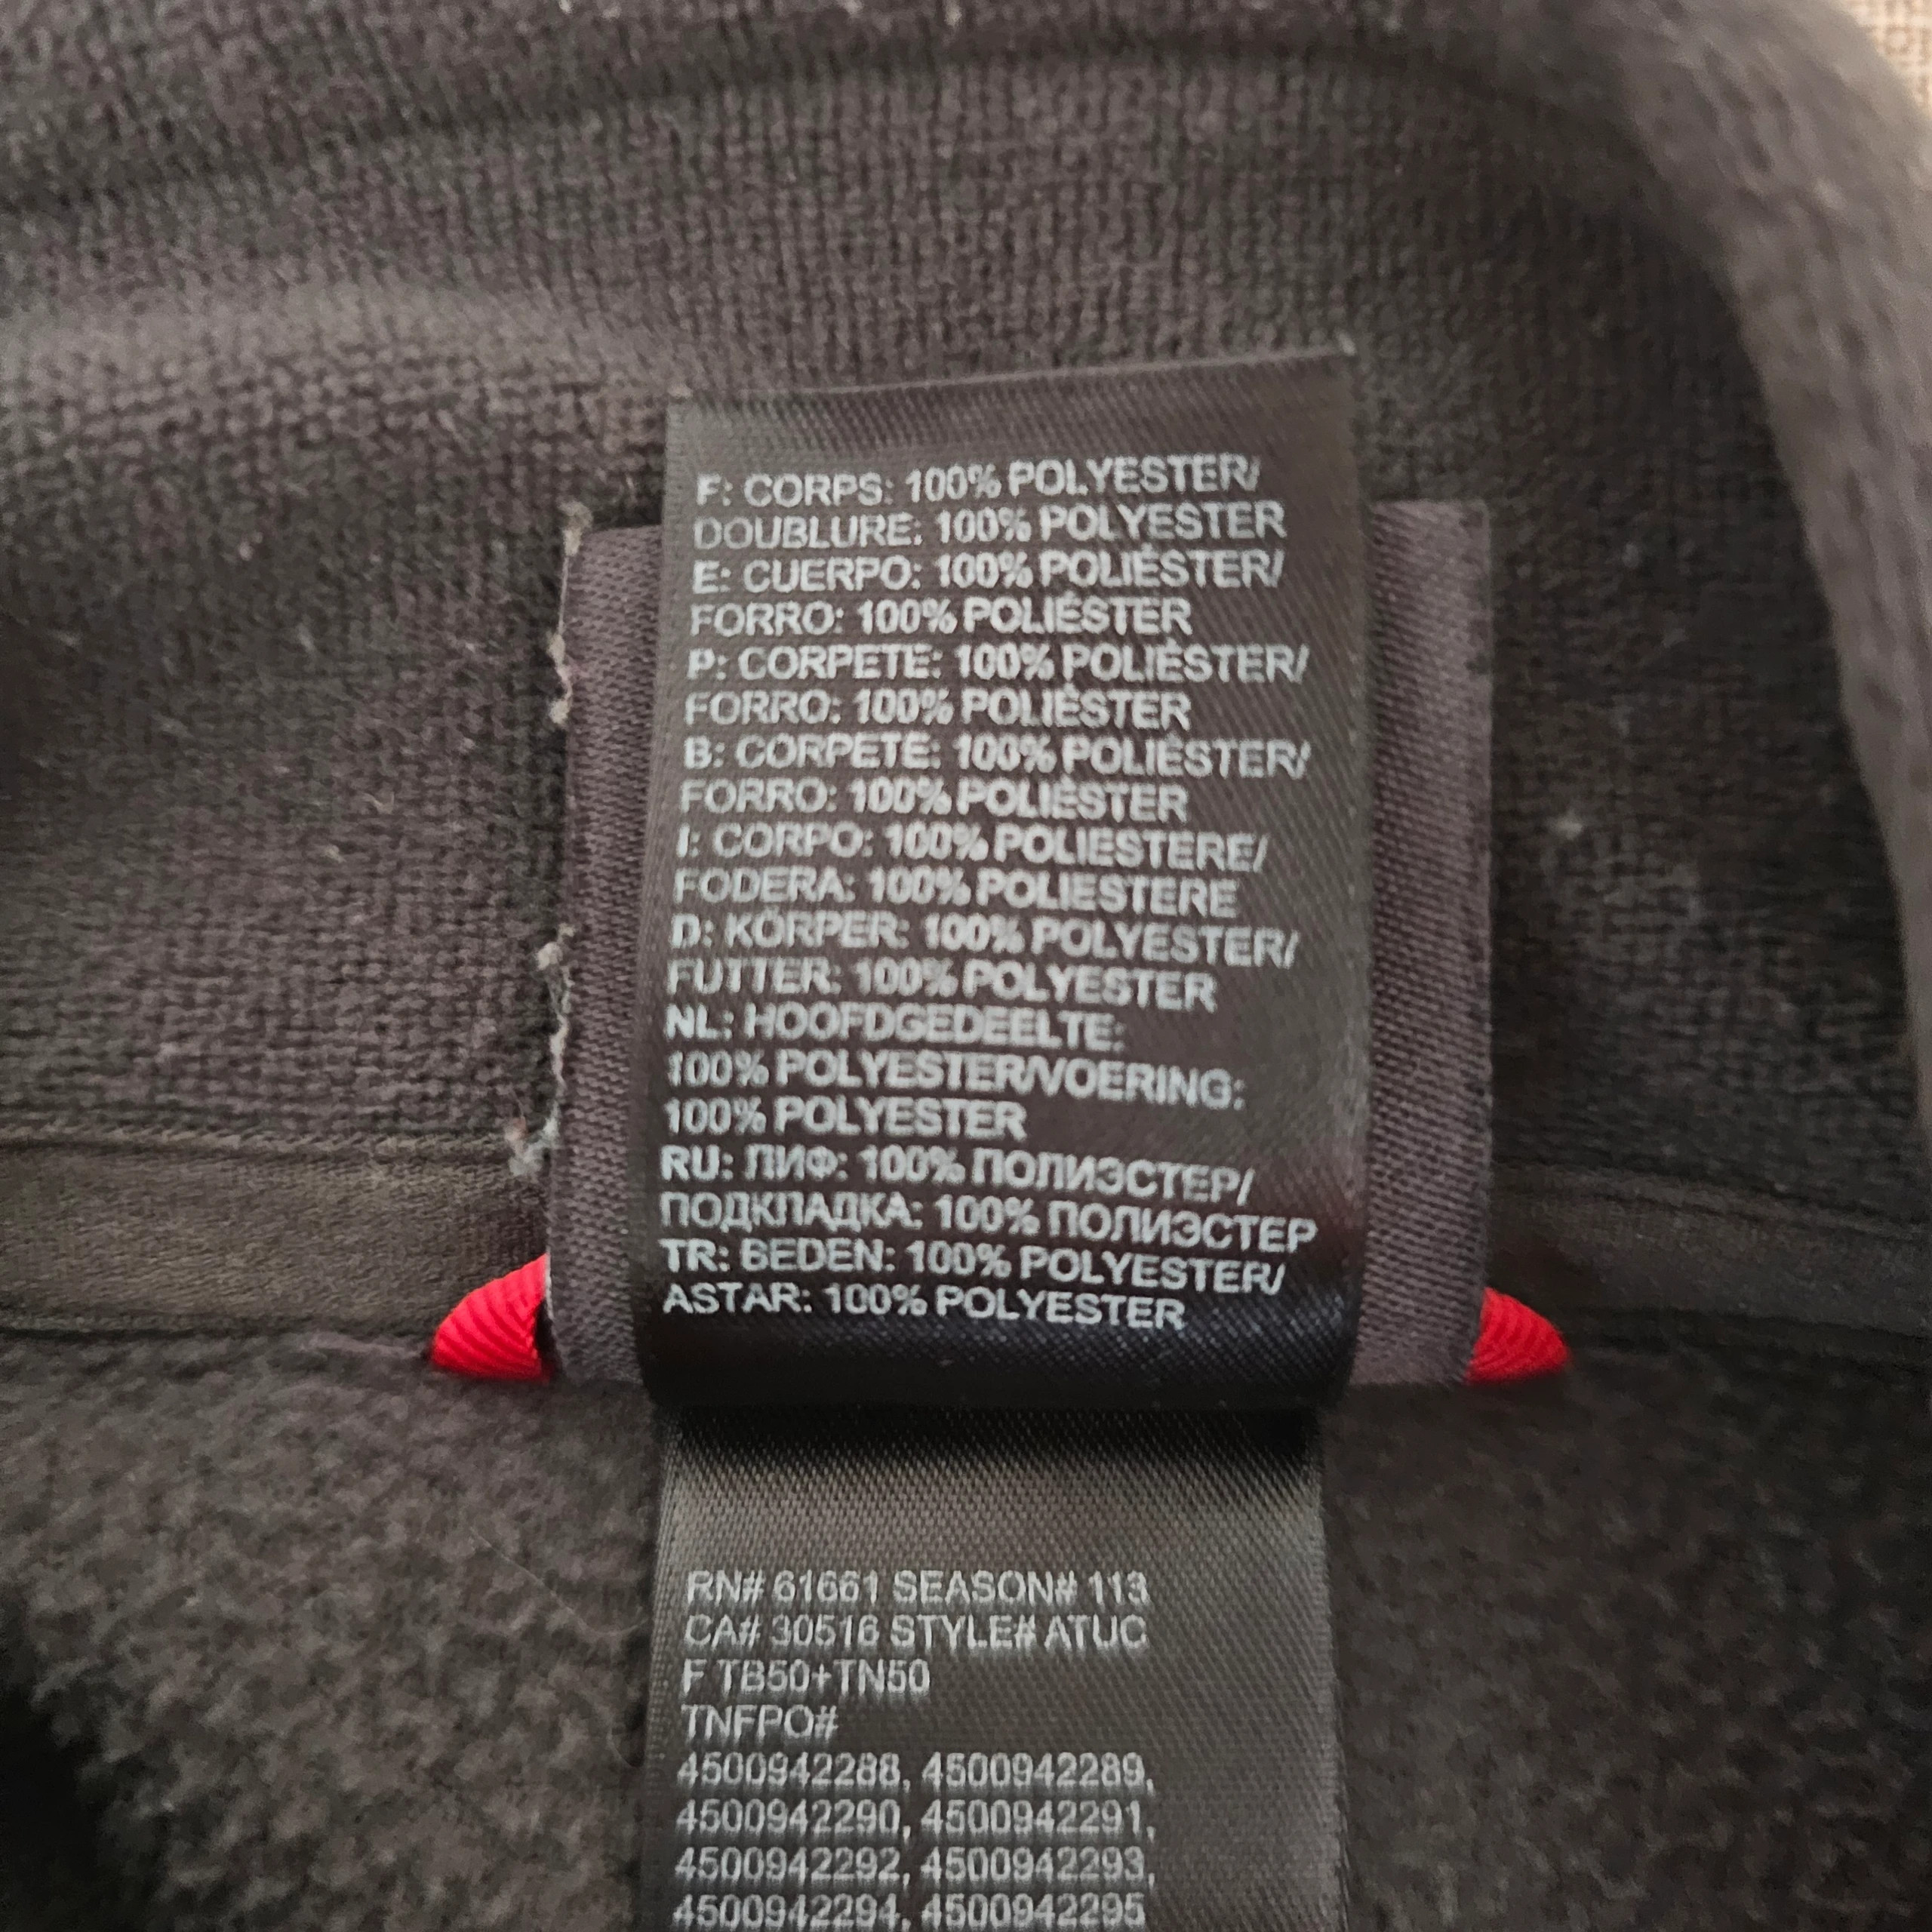 F: CORPS: 100% POLYESTER/
DOUBLURE: 100% POLYESTER
E: CUERPO: 100% POLIÉSTER/
FORRO: 100% POLIÉSTER
P: CORPETE: 100% POLIÉSTER/
FORRO: 100% POLIÉSTER
B: CORPETE: 100% POLIÉSTER/
FORRO: 100% POLIÉSTER
I: CORPO: 100% POLIESTERE/
FODERA: 100% POLIESTERE
D: KÖRPER: 100% POLYESTER/
FUTTER: 100% POLYESTER
NL: HOOFDGEDEELTE:
100% POLYESTER/VOERING:
100% POLYESTER
RU: ЛИФ: 100% ПОЛИЭСТЕР/
ПОДКЛАДКА: 100% ПОЛИЭСТЕР
TR: BEDEN: 100% POLYESTER/
ASTAR: 100% POLYESTER
RN# 61661 SEASON# 113
CA# 30516 STYLE# ATUC
F TB50+TN50
TNFPO#
4500942288, 4500942289,
4500942290, 4500942291,
4500942292, 4500942293,
4500942294, 4500942295